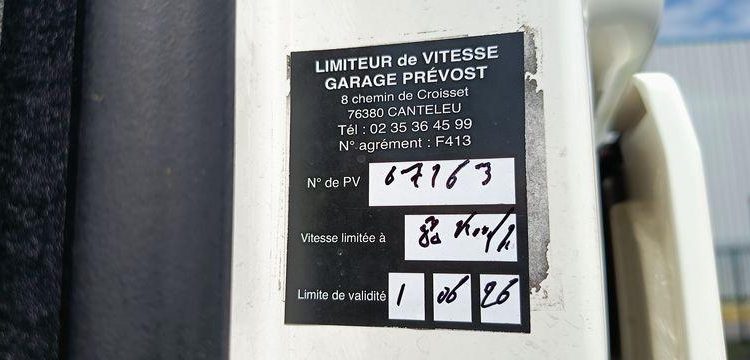 LIMITEUR de VITESSE
GARAGE PRÉVOST
8 chemin de Croisset
76380 CANTELEU
Tél : 02 35 36 45 99
N° agrément : F413
N° de PV 67163
Vitesse limitée à km/h
Limite de validité 1 06 26